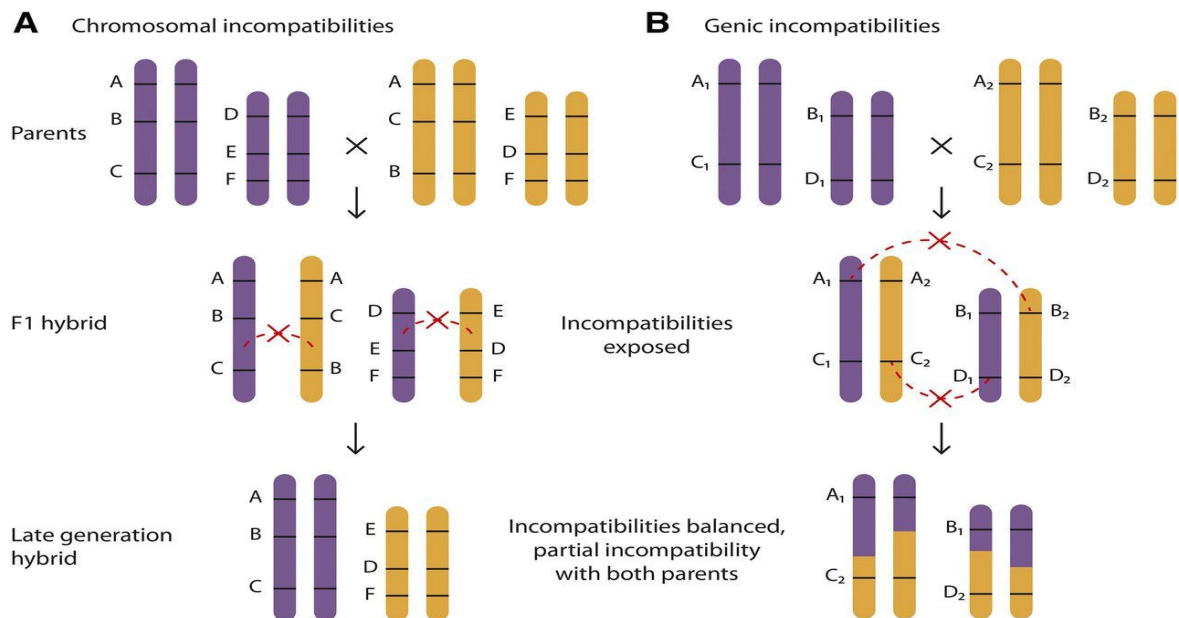 A Chromosomal incompatibilities
B Genic incompatibilities
Parents
A
B
C
D
E
F
A
C
B
E
D
F
A₁
C₁
B₁
D₁
A₂
C₂
B₂
D₂
F1 hybrid
A
B
C
A
C
B
D
E
F
E
D
F
Incompatibilities
exposed
A₁
C₁
A₂
C₂
B₁
D₁
B₂
D₂
Late generation
hybrid
A
B
C
E
D
F
Incompatibilities balanced,
partial incompatibility
with both parents
A₁
C₂
B₁
D₂